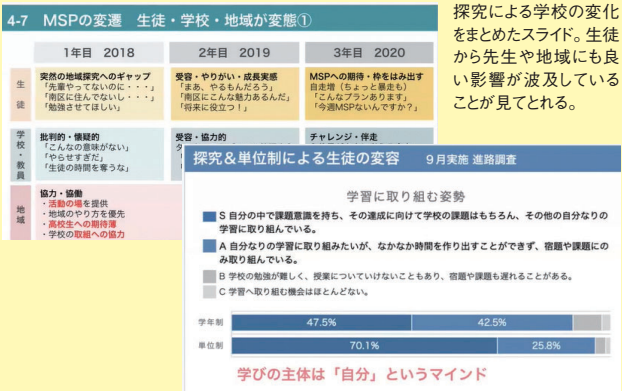 4-7 MSPの変遷 生徒・学校・地域が変態①
1年目 2018
2年目 2019
3年目 2020
生徒
突然の地域探究へのギャップ
「先輩やってないのに・・・」
「南区に住んでないし・・・」
「勉強させてほしい」
受容・やりがい・成長実感
「まあ、やるもんだろう」
「南区にこんな魅力あるんだ」
「将来に役立つ！」
MSPへの期待・枠をはみ出す
自走増（ちょっと暴走も）
「こんなプランあります」
「今週MSPないんですか？」
学校・教員
批判的・懐疑的
「こんなの意味がない」
「やらせすぎだ」
「生徒の時間を奪うな」
受容・協力的
チャレンジ・伴走
地域
協力・協働
・活動の場を提供
・地域のやり方を優先
・高校生への期待薄
・学校の取組への協力
探究による学校の変化
をまとめたスライド。生徒
から先生や地域にも良
い影響が波及している
ことが見てとれる。
探究&単位制による生徒の変容 9月実施 進路調査
学習に取り組む姿勢
S 自分の中で課題意識を持ち、その達成に向けて学校の課題はもちろん、その他の自分なりの
学習に取り組んでいる。
A 自分なりの学習に取り組みたいが、なかなか時間を作り出すことができず、宿題や課題にの
み取り組んでいる。
B 学校の勉強が難しく、授業についていけないこともあり、宿題や課題も遅れることがある。
C 学習へ取り組む機会はほとんどない。
学年制 47.5% 42.5%
単位制 70.1% 25.8%
学びの主体は「自分」というマインド